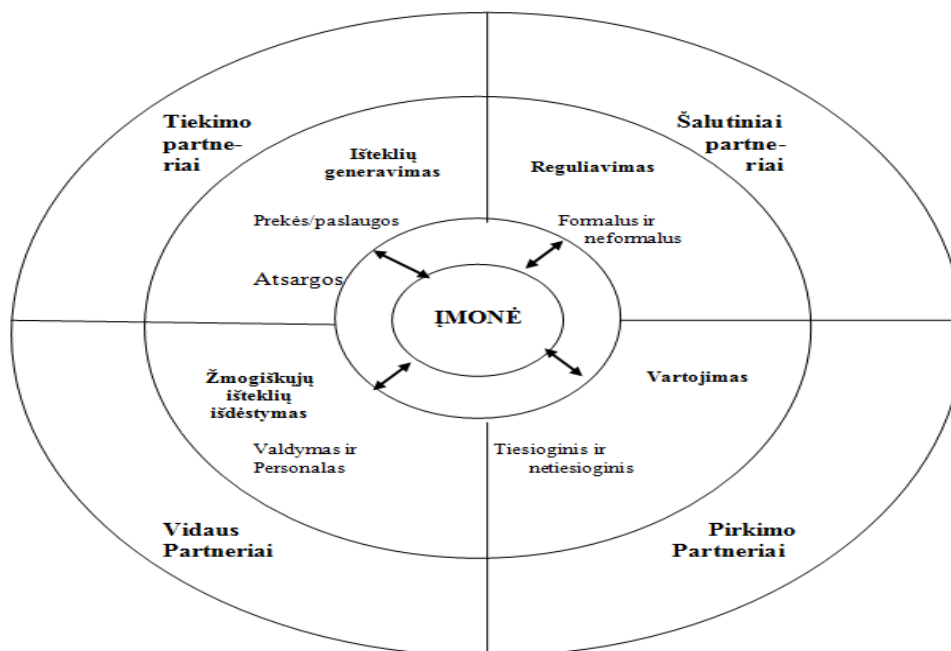 Tiekimo
partne-
riai
Šalutiniai
partne-
riai
Išteklių
generavimas
Reguliavimas
Prekės/paslaugos
Formalus ir
neformalus
Atsargos
ĮMONĖ
Žmogiškųjų
išteklių
išdėstymas
Vartojimas
Valdymas ir
Personalas
Tiesioginis ir
netiesioginis
Vidaus
Partneriai
Pirkimo
Partneriai